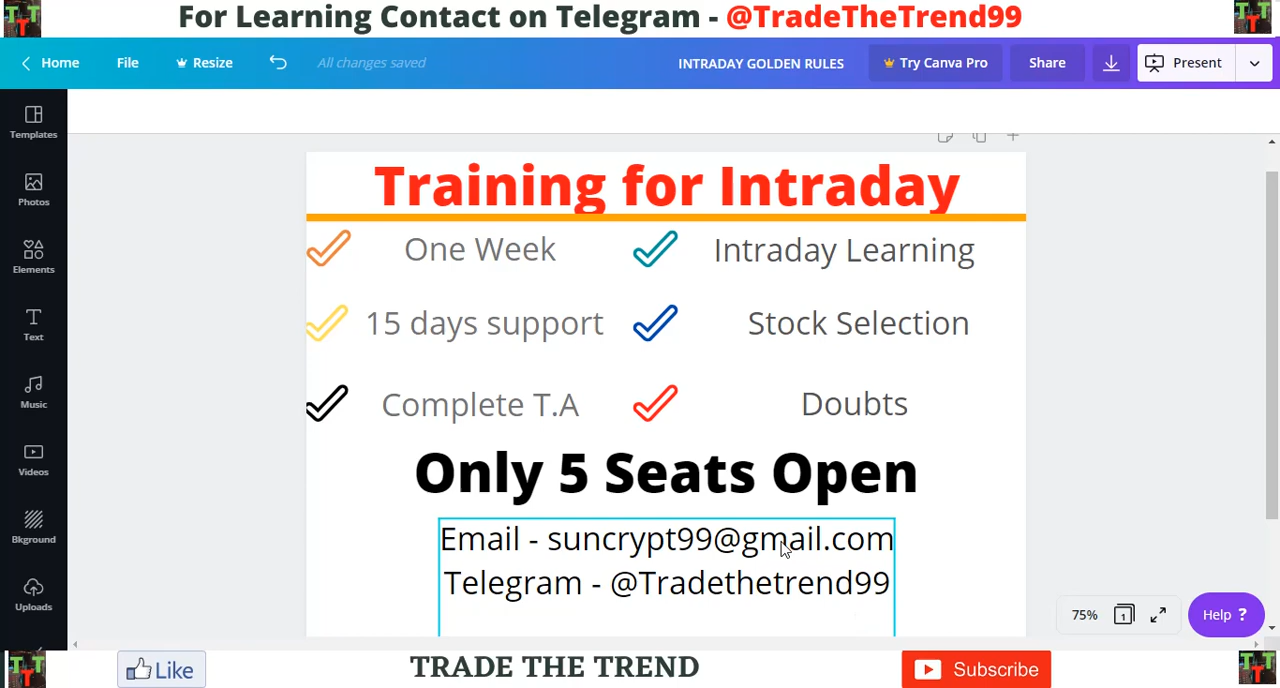 For Learning Contact on Telegram - @TradeTheTrend99
Home File Resize All changes saved INTRADAY GOLDEN RULES Try Canva Pro Share Present
Templates
Photos
Elements
Text
Music
Videos
Bkground
Uploads
Training for Intraday
One Week Intraday Learning
15 days support Stock Selection
Complete T.A Doubts
Only 5 Seats Open
Email - suncrypt99@gmail.com
Telegram - @Tradethetrend99
75% 1 Help ?
TTT Like TRADE THE TREND Subscribe TTT